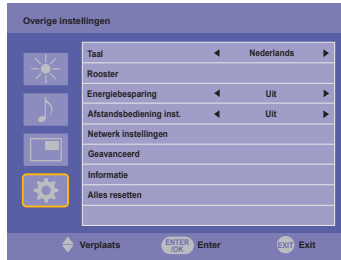 Overige instellingen
Taal Nederlands
Rooster
Energiebesparing Uit
Afstandsbediening inst. Uit
Netwerk instellingen
Geavanceerd
Informatie
Alles resetten
Verplaats ENTER /OK Enter EXIT Exit